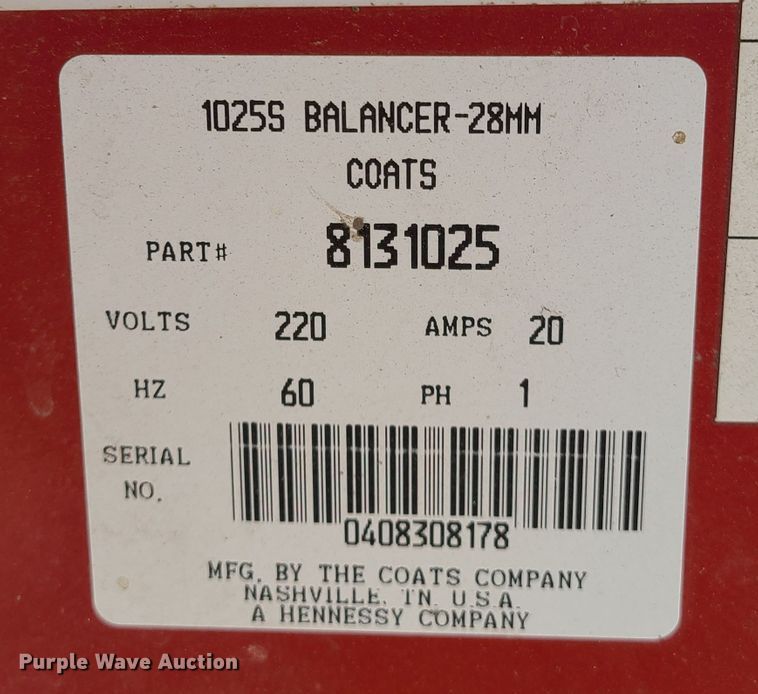 1025S BALANCER-28MM
COATS
PART# 8131025
VOLTS 220 AMPS 20
HZ 60 PH 1
SERIAL
NO.
0408308178
MFG. BY THE COATS COMPANY
NASHVILLE, TN. U.S.A.
A HENNESSY COMPANY
Purple Wave Auction